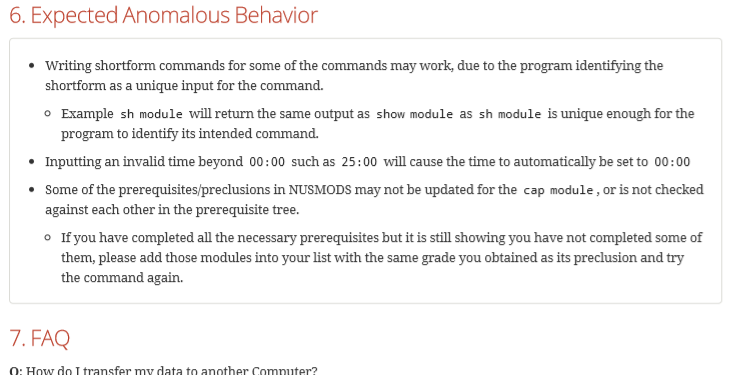 6. Expected Anomalous Behavior
• Writing shortform commands for some of the commands may work, due to the program identifying the
shortform as a unique input for the command.
◦ Example sh module will return the same output as show module as sh module is unique enough for the
program to identify its intended command.
• Inputting an invalid time beyond 00:00 such as 25:00 will cause the time to automatically be set to 00:00
• Some of the prerequisites/preclusions in NUSMODS may not be updated for the cap module, or is not checked
against each other in the prerequisite tree.
◦ If you have completed all the necessary prerequisites but it is still showing you have not completed some of
them, please add those modules into your list with the same grade you obtained as its preclusion and try
the command again.
7. FAQ
Q: How do I transfer my data to another Computer?